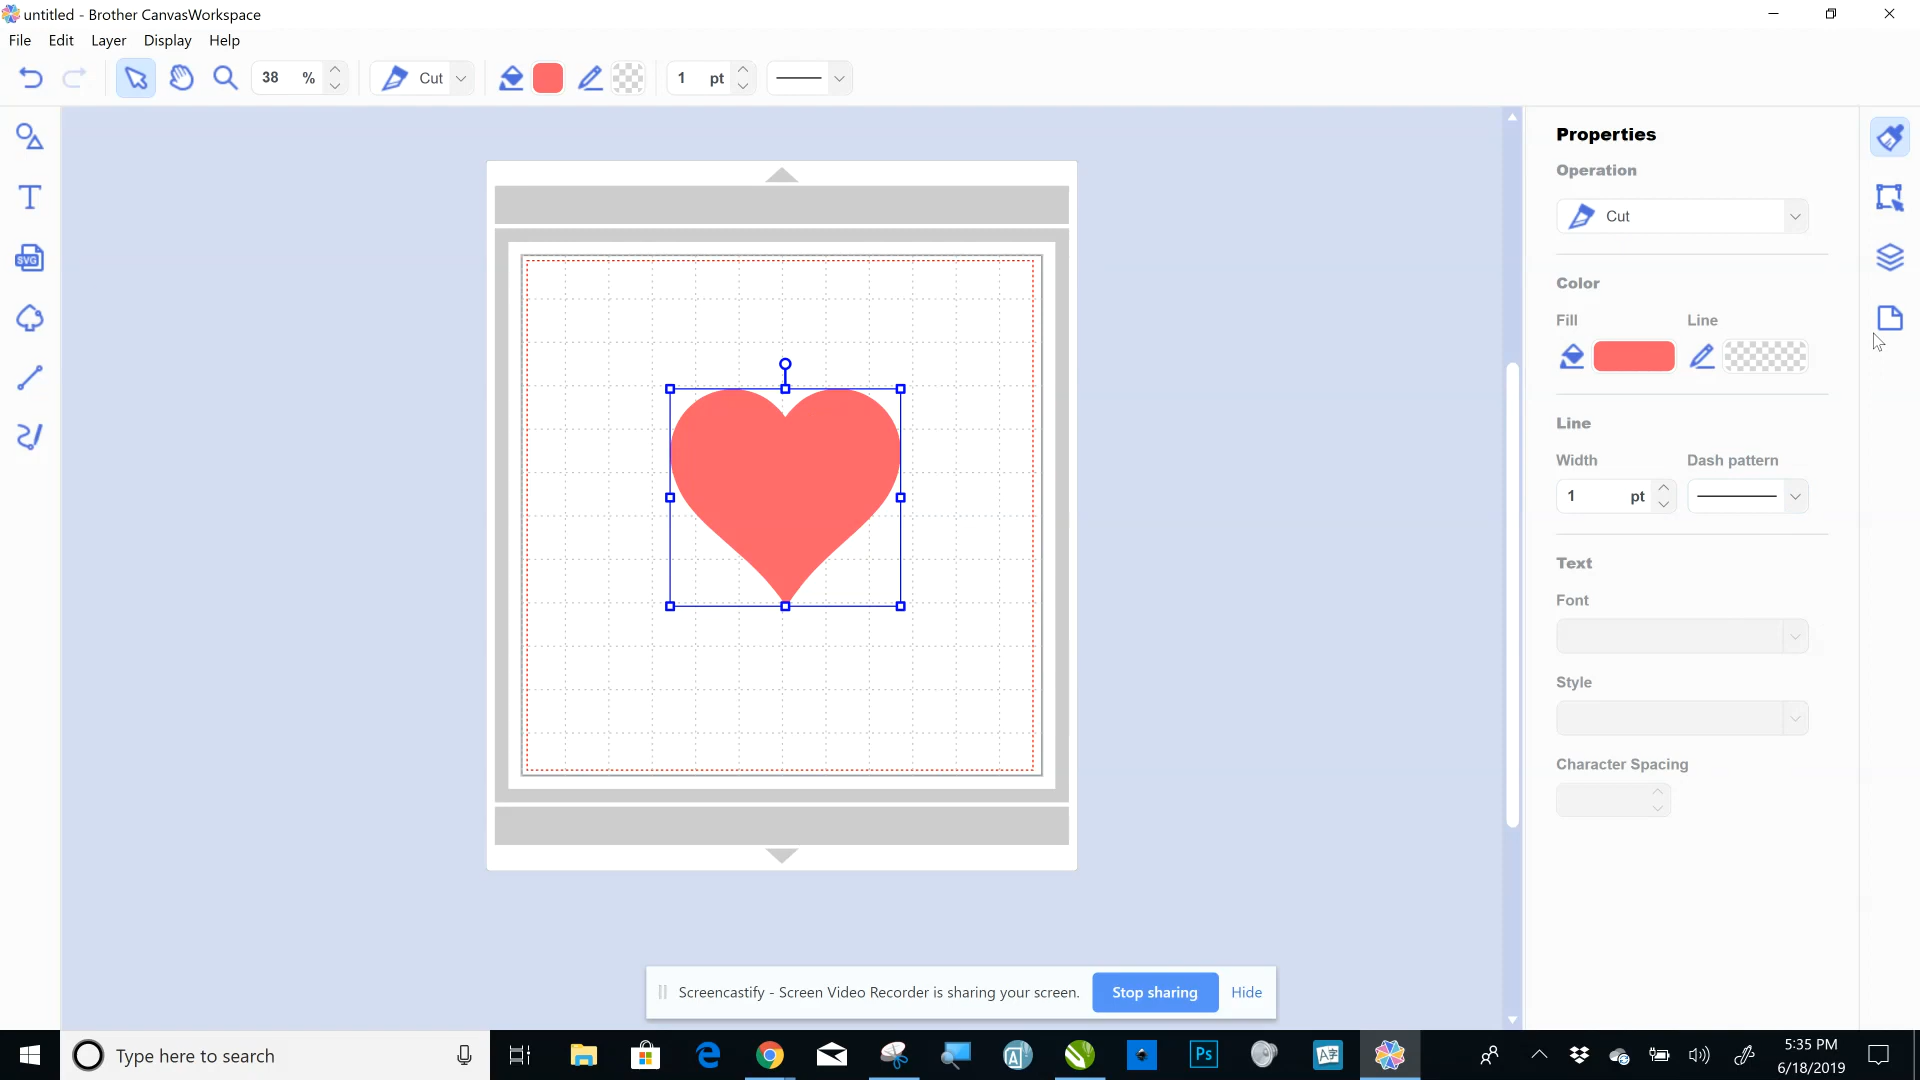 untitled - Brother CanvasWorkspace
File Edit Layer Display Help
38 % Cut 1 pt
SVG
Properties
Operation
Cut
Color
Fill Line
Line
Width Dash pattern
1 pt
Text
Font
Style
Character Spacing
Screencastify - Screen Video Recorder is sharing your screen. Stop sharing Hide
Type here to search
Ps
5:35 PM
6/18/2019